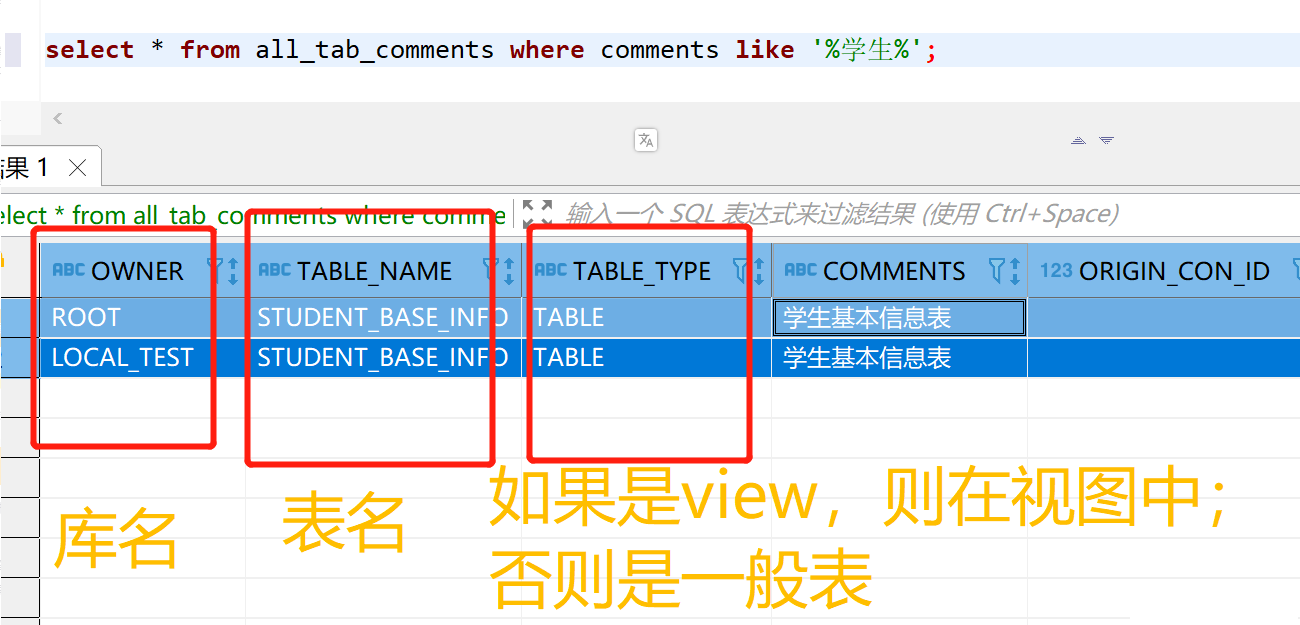 select * from all_tab_comments where comments like '%学生%';
结果 1
select * from all_tab_comments where comme
输入一个 SQL 表达式来过滤结果 (使用 Ctrl+Space)
ABC OWNER ABC TABLE_NAME ABC TABLE_TYPE ABC COMMENTS 123 ORIGIN_CON_ID
ROOT STUDENT_BASE_INFO TABLE 学生基本信息表
LOCAL_TEST STUDENT_BASE_INFO TABLE 学生基本信息表
库名
表名
如果是view，则在视图中；
否则是一般表